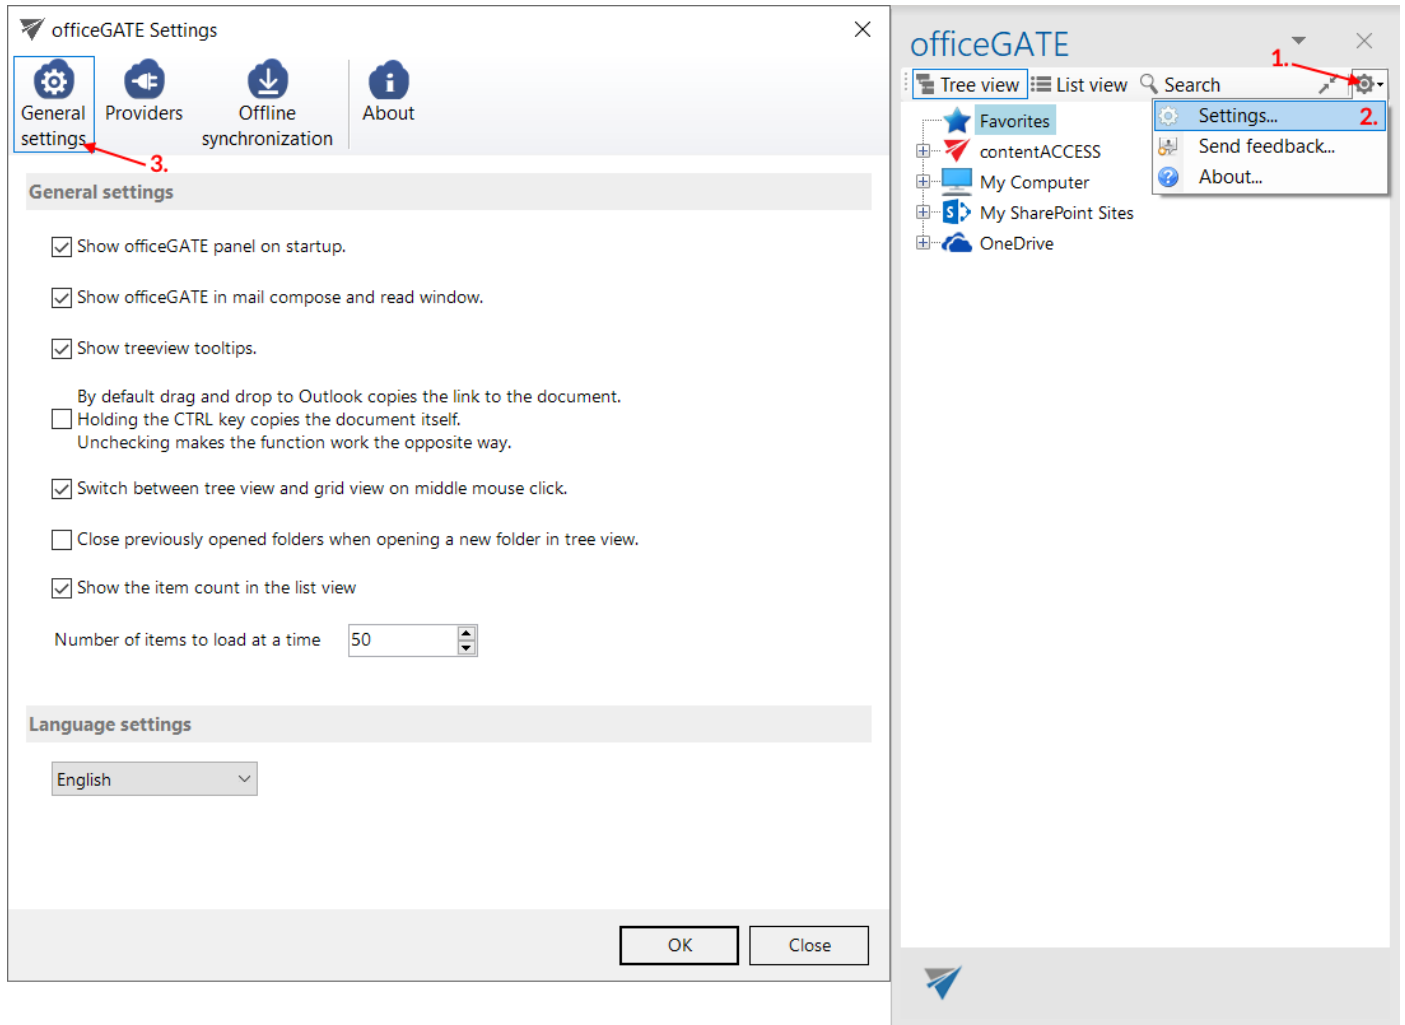 officeGATE Settings
General
settings
Providers
Offline
synchronization
About
3.
General settings
Show officeGATE panel on startup.
Show officeGATE in mail compose and read window.
Show treeview tooltips.
By default drag and drop to Outlook copies the link to the document.
Holding the CTRL key copies the document itself.
Unchecking makes the function work the opposite way.
Switch between tree view and grid view on middle mouse click.
Close previously opened folders when opening a new folder in tree view.
Show the item count in the list view
Number of items to load at a time 50
Language settings
English
OK Close
officeGATE
1.
Tree view List view Search
Settings... 2.
Send feedback...
About...
Favorites
contentACCESS
My Computer
My SharePoint Sites
OneDrive